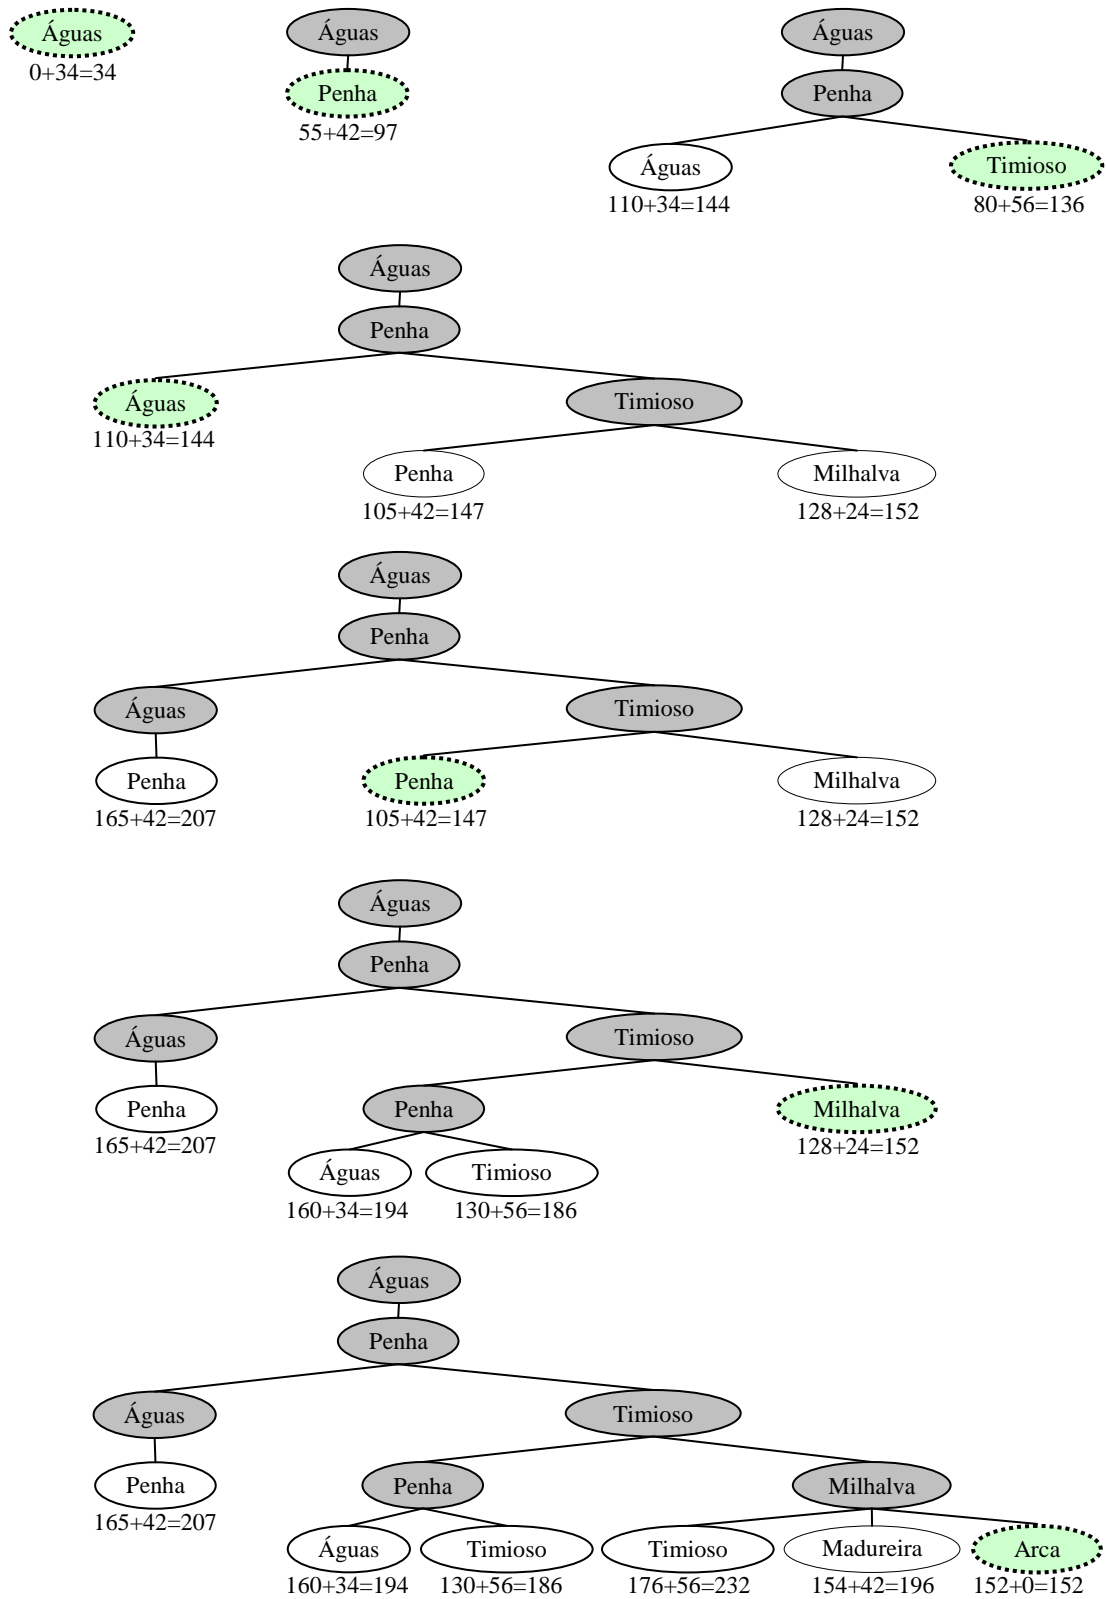 Águas Águas Águas
0+34=34
Penha Penha
55+42=97
Águas Timioso
110+34=144 80+56=136
Águas
Penha
Águas Timioso
110+34=144
Penha Milhalva
105+42=147 128+24=152
Águas
Penha
Águas Timioso
Penha Penha Milhalva
165+42=207 105+42=147 128+24=152
Águas
Penha
Águas Timioso
Penha Penha Milhalva
165+42=207 128+24=152
Águas Timioso
160+34=194 130+56=186
Águas
Penha
Águas Timioso
Penha Penha Milhalva
165+42=207
Águas Timioso Timioso Madureira Arca
160+34=194 130+56=186 176+56=232 154+42=196 152+0=152